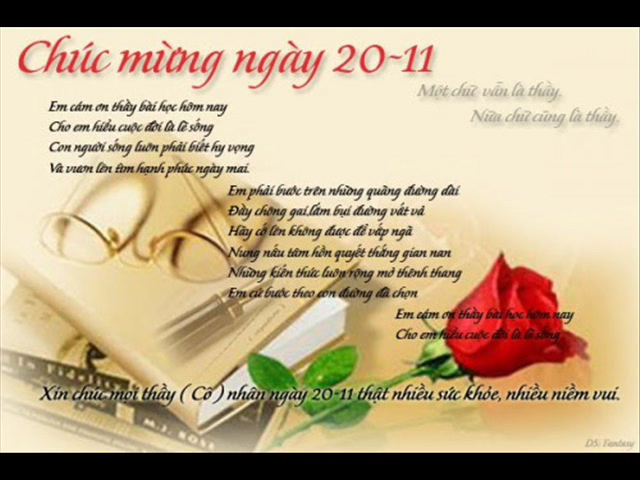 Chúc mừng ngày 20-11
Một chữ vẫn là thầy.
Nửa chữ cũng là thầy.
Em cám ơn thầy bài học hôm nay
Cho em hiểu cuộc đời là lẽ sống
Con người sống luôn phải biết hy vọng
Và vươn lên tìm hạnh phúc ngày mai.
Em phải bước trên những quãng đường dài
Đầy chông gai,lấm bụi đường vất vả
Hãy cố lên không được để vấp ngã
Nung nấu tâm hồn quyết thắng gian nan
Những kiến thức luôn rộng mở thênh thang
Em cứ bước theo con đường đã chọn
Em cám ơn thầy bài học hôm nay
Cho em hiểu cuộc đời là lẽ sống
Xin chúc mọi thầy ( Cô ) nhân ngày 20-11 thật nhiều sức khỏe, nhiều niềm vui.
M.J. ROSE
DS: Fantasy